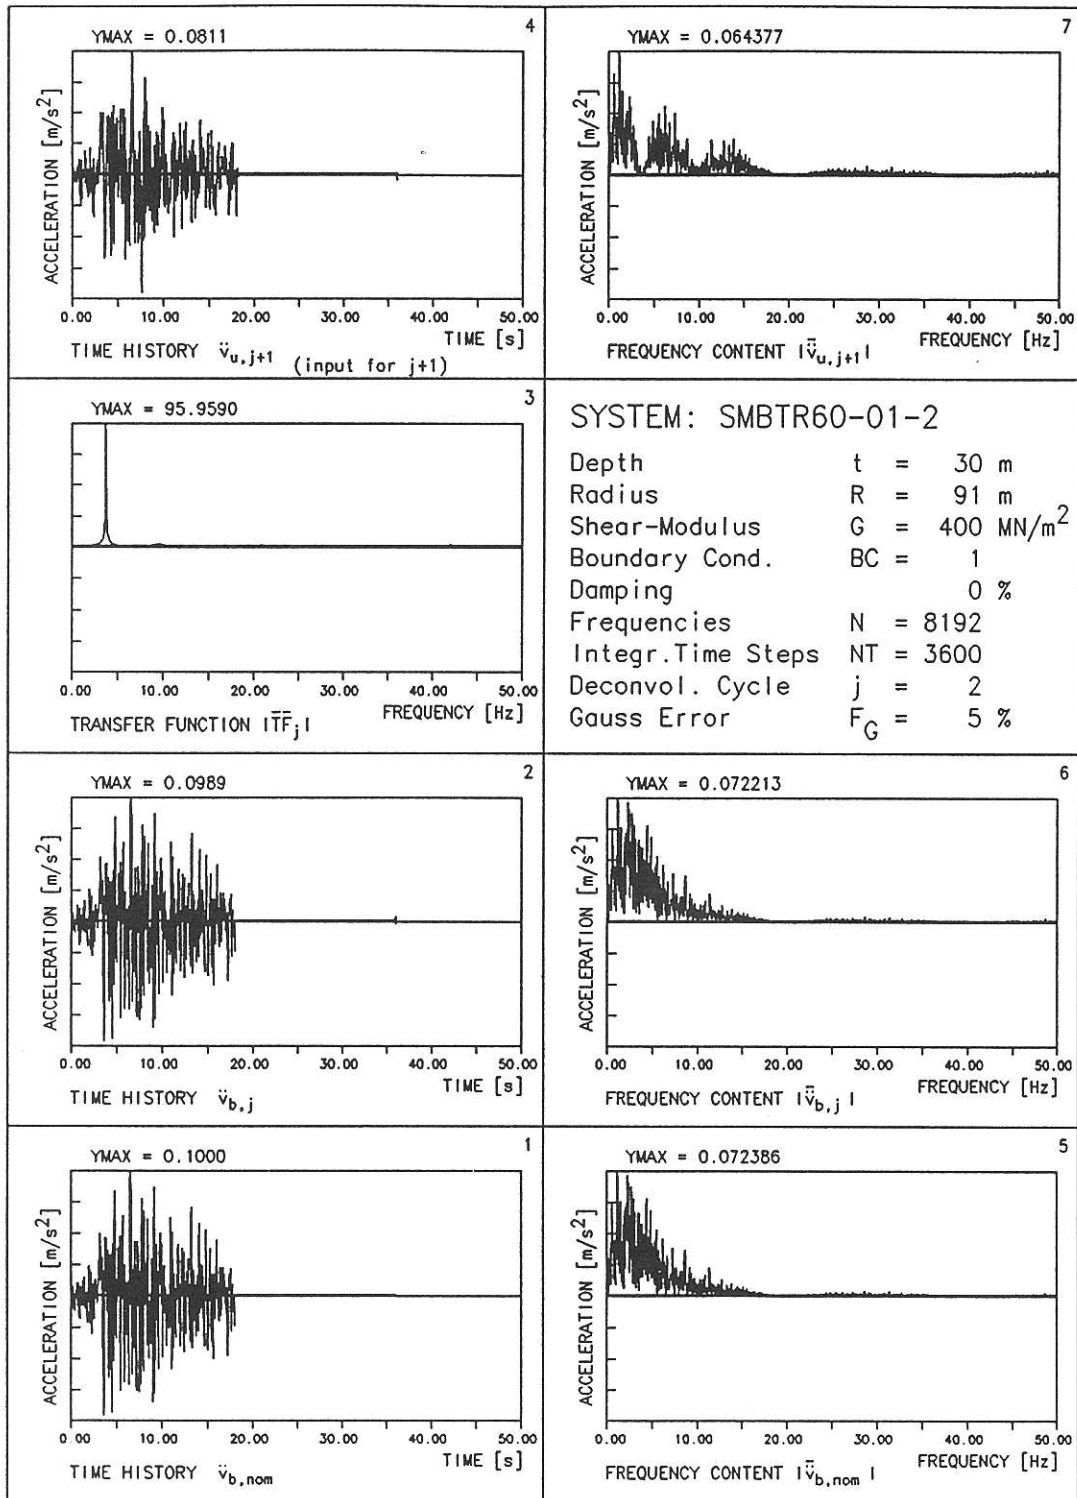 4
YMAX = 0.0811
ACCELERATION [m/s²]
0.00 10.00 20.00 30.00 40.00 50.00
TIME [s]
TIME HISTORY v̈u,j+1 (input for j+1)
7
YMAX = 0.064377
ACCELERATION [m/s²]
0.00 10.00 20.00 30.00 40.00 50.00
FREQUENCY [Hz]
FREQUENCY CONTENT |v̈̄u,j+1|
3
YMAX = 95.9590
0.00 10.00 20.00 30.00 40.00 50.00
FREQUENCY [Hz]
TRANSFER FUNCTION |T̄F̄j|
SYSTEM: SMBTR60-01-2
Depth t = 30 m
Radius R = 91 m
Shear-Modulus G = 400 MN/m²
Boundary Cond. BC = 1
Damping 0 %
Frequencies N = 8192
Integr.Time Steps NT = 3600
Deconvol. Cycle j = 2
Gauss Error FG = 5 %
2
YMAX = 0.0989
ACCELERATION [m/s²]
0.00 10.00 20.00 30.00 40.00 50.00
TIME [s]
TIME HISTORY v̈b,j
6
YMAX = 0.072213
ACCELERATION [m/s²]
0.00 10.00 20.00 30.00 40.00 50.00
FREQUENCY [Hz]
FREQUENCY CONTENT |v̈̄b,j|
1
YMAX = 0.1000
ACCELERATION [m/s²]
0.00 10.00 20.00 30.00 40.00 50.00
TIME [s]
TIME HISTORY v̈b,nom
5
YMAX = 0.072386
ACCELERATION [m/s²]
0.00 10.00 20.00 30.00 40.00 50.00
FREQUENCY [Hz]
FREQUENCY CONTENT |v̈̄b,nom|